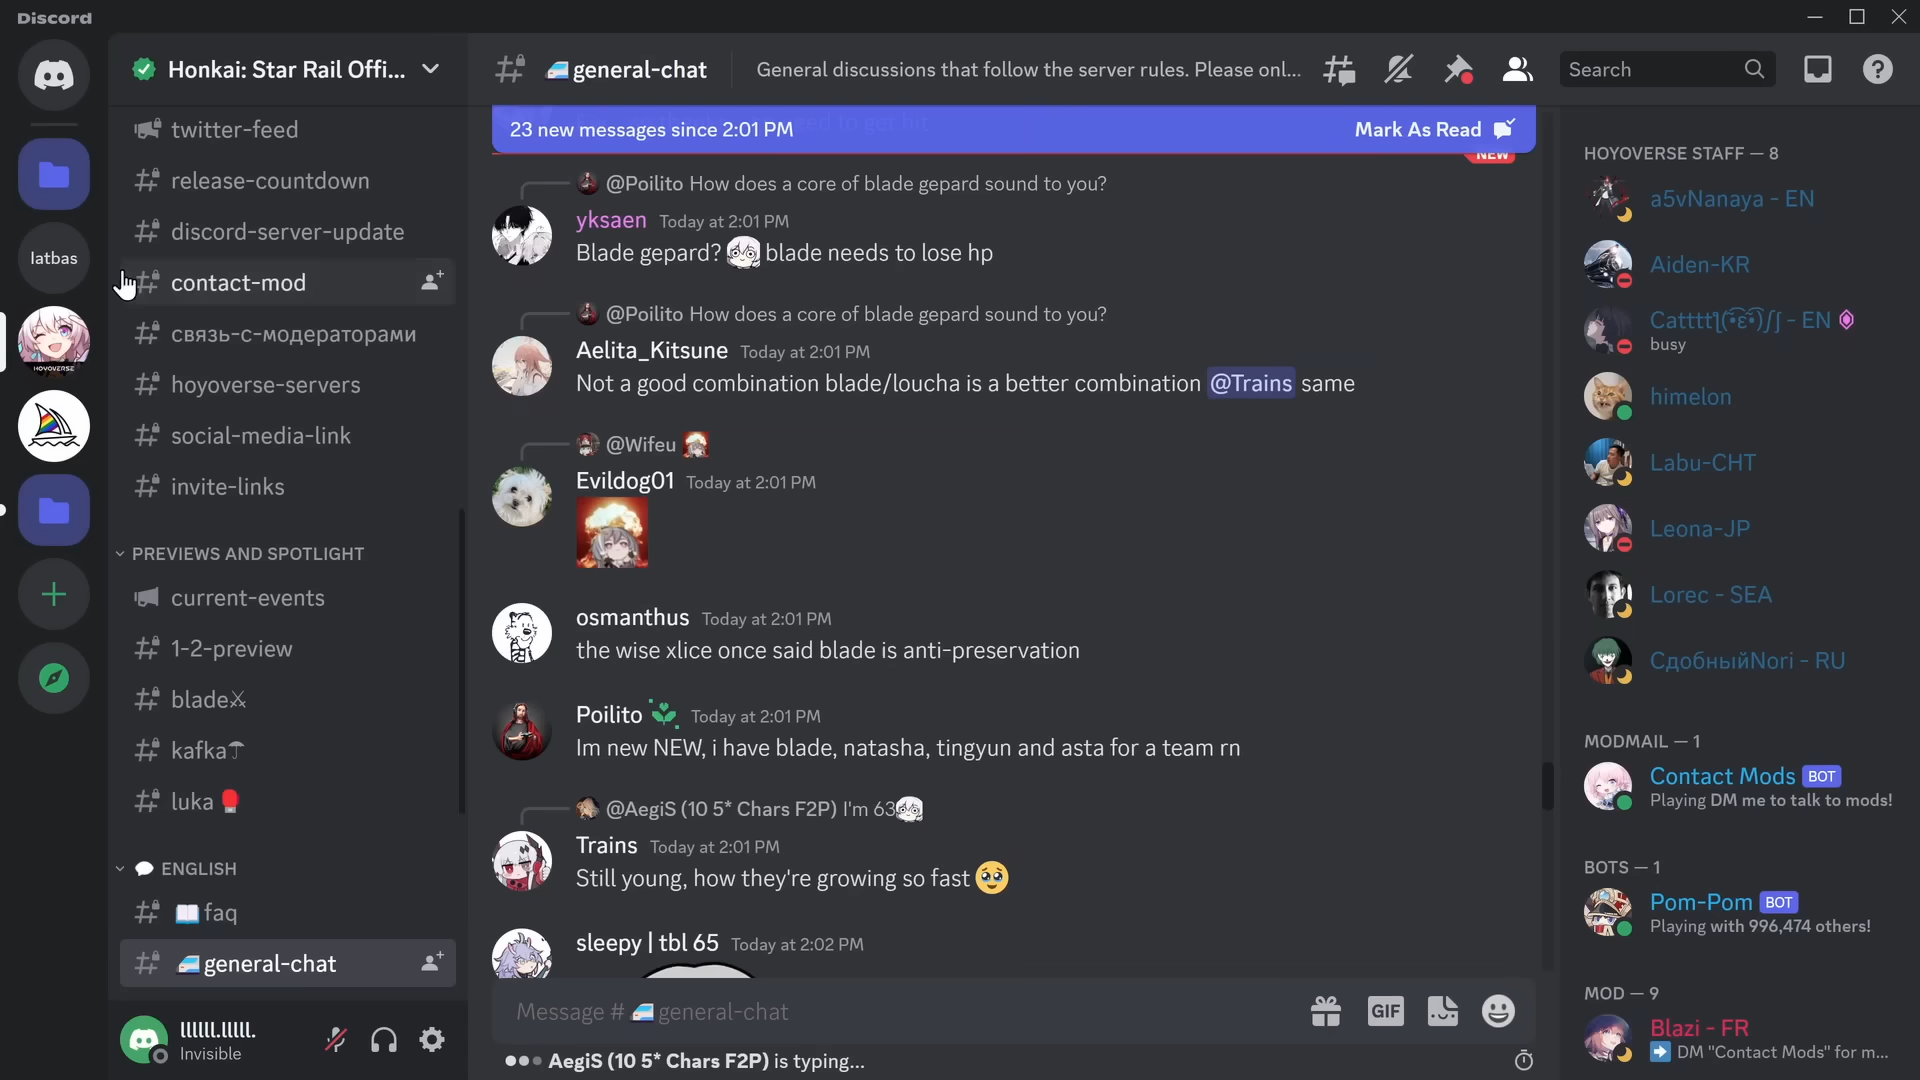 Discord
Honkai: Star Rail Offi...
twitter-feed
release-countdown
discord-server-update
contact-mod
связь-с-модераторами
hoyoverse-servers
social-media-link
invite-links
PREVIEWS AND SPOTLIGHT
current-events
1-2-preview
blade⚔
kafka☂
luka🥊
💬 ENGLISH
📖faq
🚅general-chat
latbas
HOYOVERSE
llllll.lllll.
Invisible
🚅general-chat
General discussions that follow the server rules. Please onl...
Search
23 new messages since 2:01 PM
Mark As Read
NEW
@Poilito How does a core of blade gepard sound to you?
yksaen Today at 2:01 PM
Blade gepard? blade needs to lose hp
@Poilito How does a core of blade gepard sound to you?
Aelita_Kitsune Today at 2:01 PM
Not a good combination blade/loucha is a better combination @Trains same
@Wifeu
Evildog01 Today at 2:01 PM
osmanthus Today at 2:01 PM
the wise xlice once said blade is anti-preservation
Poilito Today at 2:01 PM
Im new NEW, i have blade, natasha, tingyun and asta for a team rn
@AegiS (10 5* Chars F2P) I'm 63
Trains Today at 2:01 PM
Still young, how they're growing so fast 🥹
sleepy | tbl 65 Today at 2:02 PM
Message # 🚅general-chat
GIF
AegiS (10 5* Chars F2P) is typing...
HOYOVERSE STAFF — 8
a5vNanaya - EN
Aiden-KR
busy
himelon
Labu-CHT
Leona-JP
Lorec - SEA
СдобныйNori - RU
MODMAIL — 1
Contact Mods BOT
Playing DM me to talk to mods!
BOTS — 1
Pom-Pom BOT
Playing with 996,474 others!
MOD — 9
Blazi - FR
➡ DM "Contact Mods" for m...